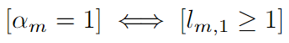 [α_m = 1] ⟺ [l_{m,1} ≥ 1]